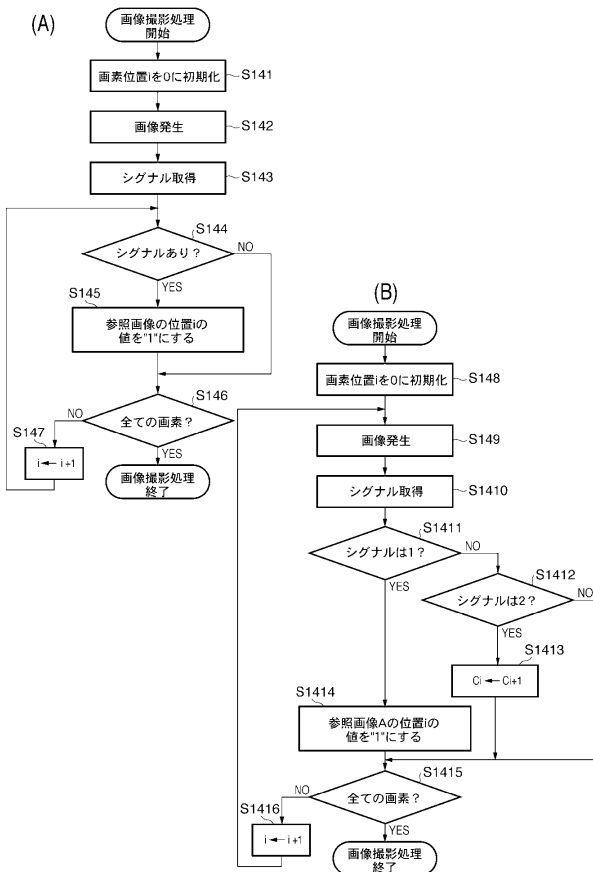 (A)
画像撮影処理
開始
画素位置iを0に初期化
S141
画像発生
S142
シグナル取得
S143
シグナルあり？
S144
NO
YES
S145
参照画像の位置iの
値を"1"にする
全ての画素？
S146
NO
YES
S147
i ← i+1
画像撮影処理
終了
(B)
画像撮影処理
開始
画素位置iを0に初期化
S148
画像発生
S149
シグナル取得
S1410
シグナルは1？
S1411
NO
YES
シグナルは2？
S1412
NO
YES
S1413
Ci ← Ci+1
S1414
参照画像Aの位置iの
値を"1"にする
全ての画素？
S1415
NO
YES
S1416
i ← i+1
画像撮影処理
終了